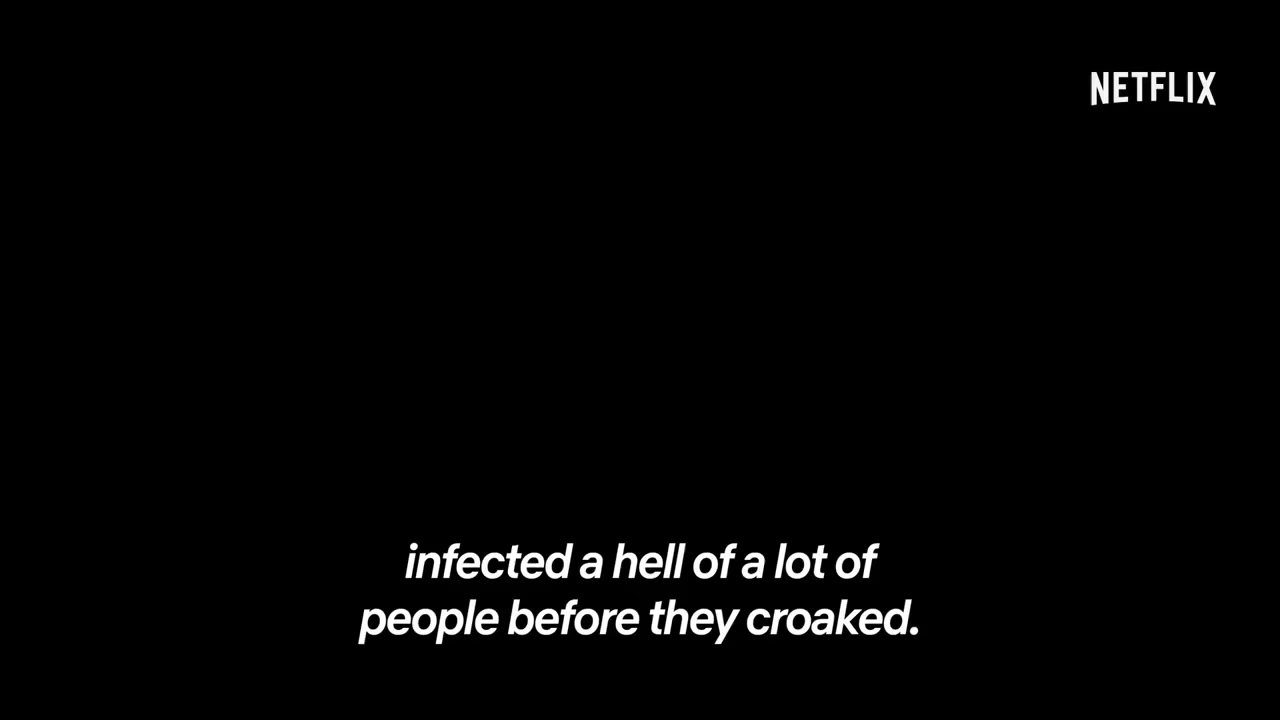 NETFLIX
infected a hell of a lot of
people before they croaked.